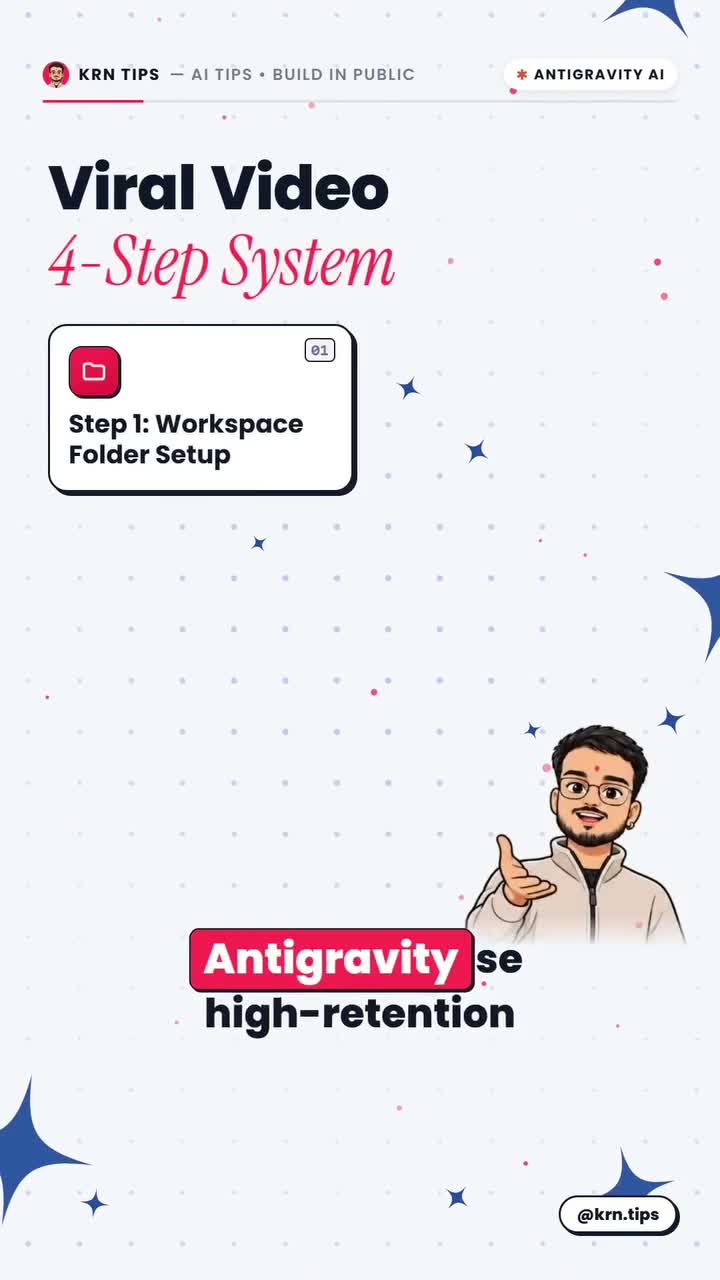 KRN TIPS — AI TIPS • BUILD IN PUBLIC
✱ ANTIGRAVITY AI
Viral Video
4-Step System
01
Step 1: Workspace
Folder Setup
Antigravity se
high-retention
@krn.tips